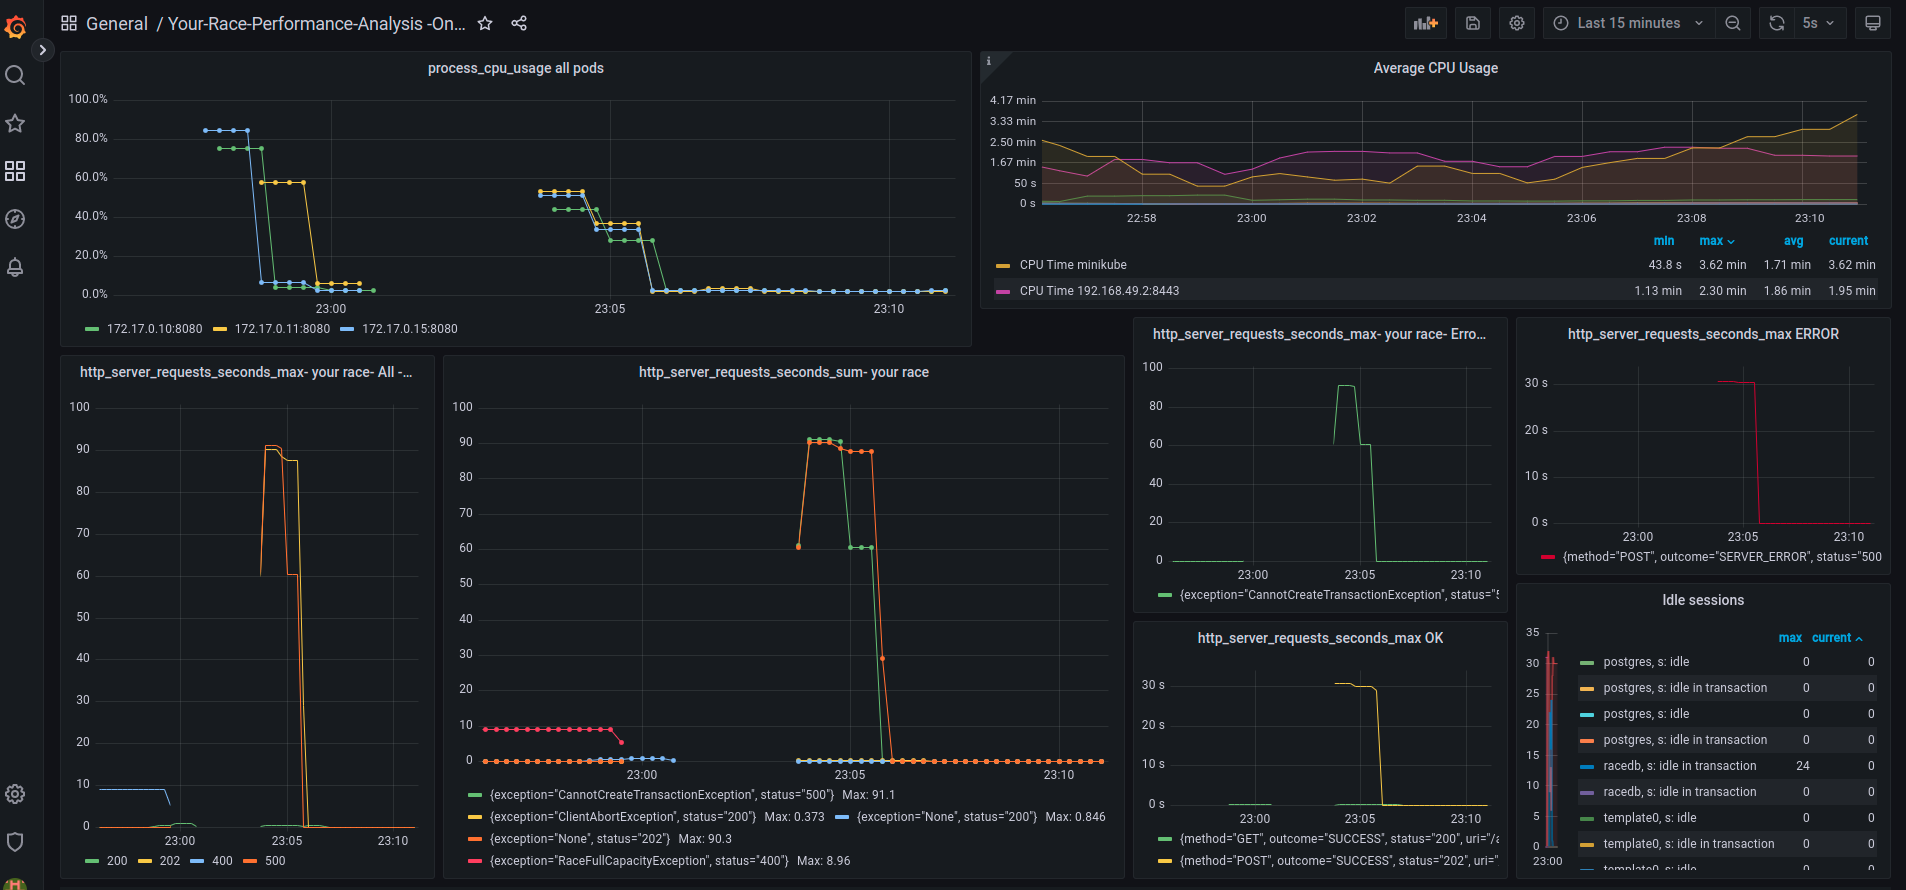 General / Your-Race-Performance-Analysis -On...
Last 15 minutes
5s
process_cpu_usage all pods
100.0%
80.0%
60.0%
40.0%
20.0%
0.0%
23:00 23:05 23:10
172.17.0.10:8080 172.17.0.11:8080 172.17.0.15:8080
i
Average CPU Usage
4.17 min
3.33 min
2.50 min
1.67 min
50 s
0 s
22:58 23:00 23:02 23:04 23:06 23:08 23:10
min max avg current
CPU Time minikube 43.8 s 3.62 min 1.71 min 3.62 min
CPU Time 192.168.49.2:8443 1.13 min 2.30 min 1.86 min 1.95 min
http_server_requests_seconds_max- your race- All -...
100
90
80
70
60
50
40
30
20
10
0
23:00 23:05 23:10
200 202 400 500
http_server_requests_seconds_sum- your race
100
90
80
70
60
50
40
30
20
10
0
23:00 23:05 23:10
{exception="CannotCreateTransactionException", status="500"} Max: 91.1
{exception="ClientAbortException", status="200"} Max: 0.373 {exception="None", status="200"} Max: 0.846
{exception="None", status="202"} Max: 90.3
{exception="RaceFullCapacityException", status="400"} Max: 8.96
http_server_requests_seconds_max- your race- Erro...
100
80
60
40
20
0
23:00 23:05 23:10
{exception="CannotCreateTransactionException", status="5
http_server_requests_seconds_max OK
30 s
20 s
10 s
0 s
23:00 23:05 23:10
{method="GET", outcome="SUCCESS", status="200", uri="/a
{method="POST", outcome="SUCCESS", status="202", uri="
http_server_requests_seconds_max ERROR
30 s
20 s
10 s
0 s
23:00 23:05 23:10
{method="POST", outcome="SERVER_ERROR", status="500
Idle sessions
35
30
25
20
15
10
5
0
23:00
max current
postgres, s: idle 0 0
postgres, s: idle in transaction 0 0
postgres, s: idle 0 0
postgres, s: idle in transaction 0 0
racedb, s: idle in transaction 24 0
racedb, s: idle in transaction 0 0
template0, s: idle 0 0
template0, s: idle in transaction 0 0
template0, s: idle 0 0
H